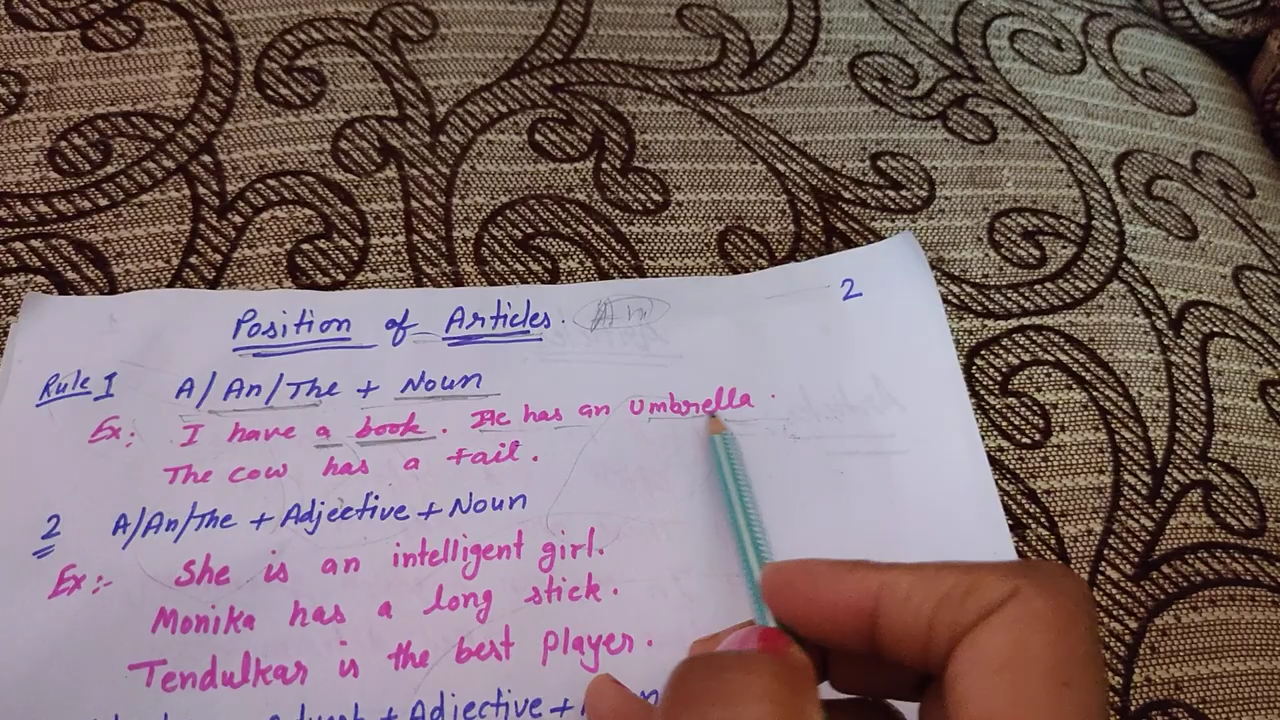 2
Position of Articles. An
Rule 1 A/An/The + Noun
Ex: I have a book. He has an umbrella.
The cow has a tail.
2 A/An/The + Adjective + Noun
Ex:- She is an intelligent girl.
Monika has a long stick.
Tendulkar is the best player.
+ Adjective +